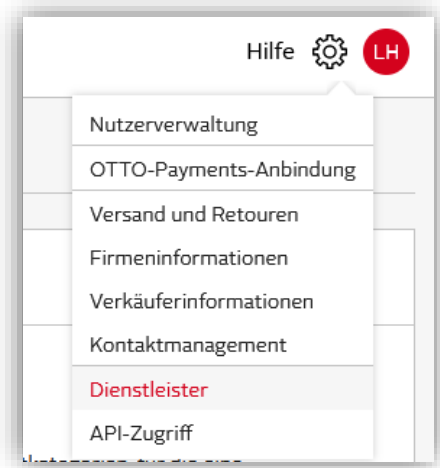 Hilfe LH
Nutzerverwaltung
OTTO-Payments-Anbindung
Versand und Retouren
Firmeninformationen
Verkäuferinformationen
Kontaktmanagement
Dienstleister
API-Zugriff